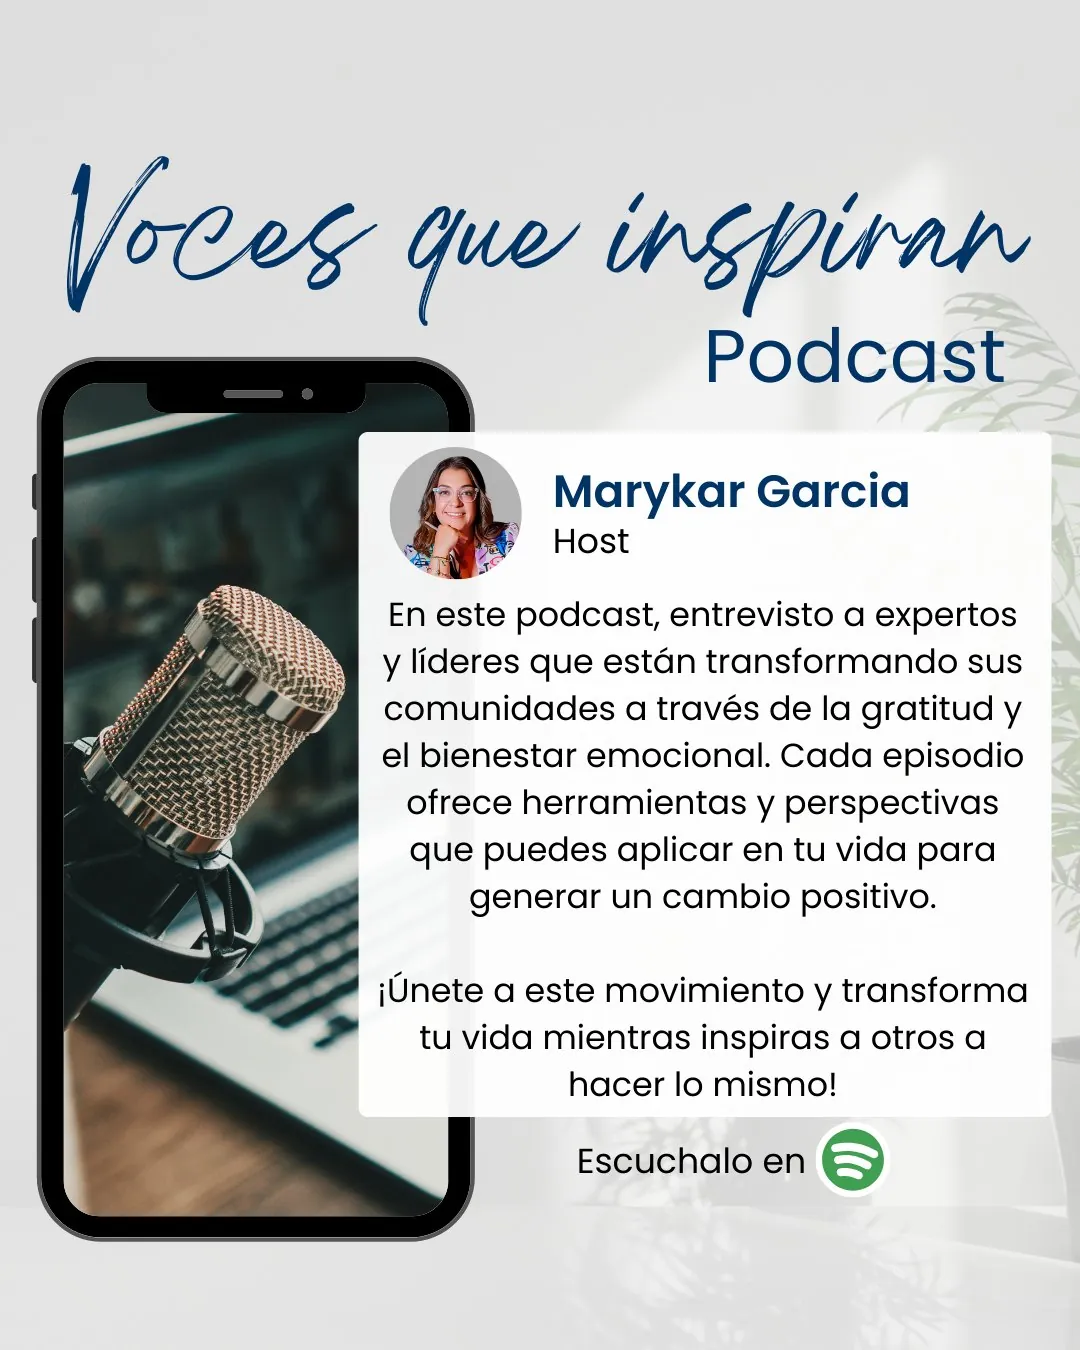 Voces que inspiran
Podcast
Marykar Garcia
Host
En este podcast, entrevisto a expertos
y líderes que están transformando sus
comunidades a través de la gratitud y
el bienestar emocional. Cada episodio
ofrece herramientas y perspectivas
que puedes aplicar en tu vida para
generar un cambio positivo.
¡Únete a este movimiento y transforma
tu vida mientras inspiras a otros a
hacer lo mismo!
Escuchalo en